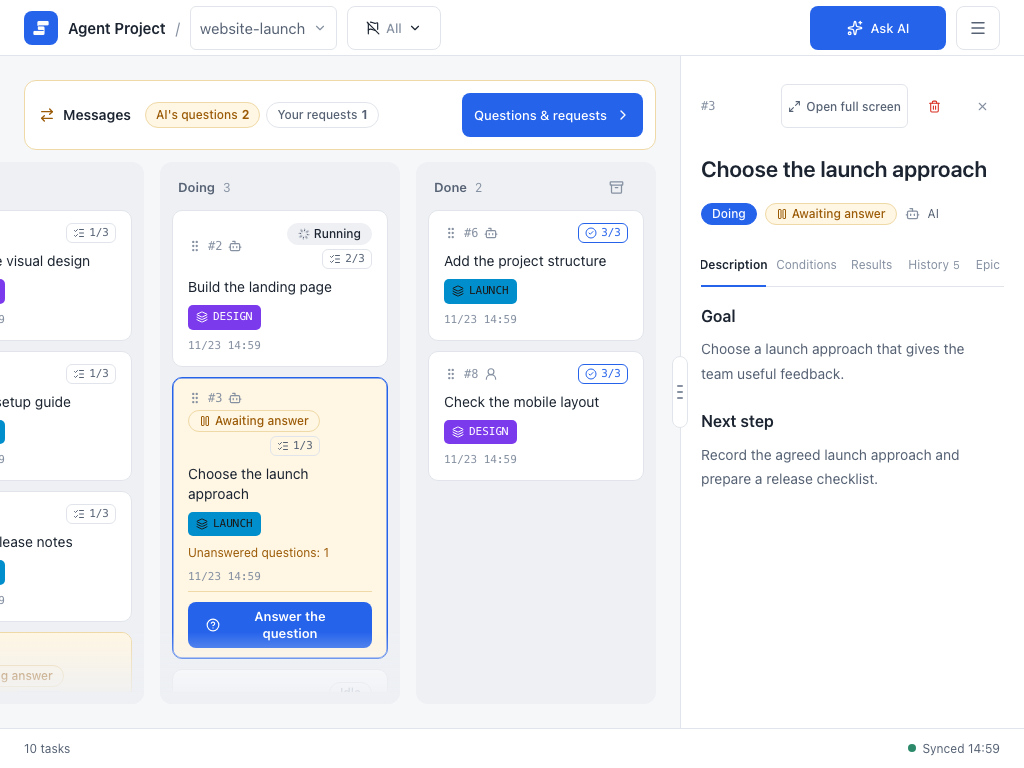 Agent Project / website-launch All Ask AI
Messages AI's questions 2 Your requests 1 Questions & requests
1/3
visual design
1/3
setup guide
1/3
g answer
Doing 3
#2 Running
2/3
Build the landing page
DESIGN
11/23 14:59
#3
Awaiting answer
1/3
Choose the launch
approach
LAUNCH
Unanswered questions: 1
11/23 14:59
Answer the
question
Done 2
#6 3/3
Add the project structure
LAUNCH
11/23 14:59
#8 3/3
Check the mobile layout
DESIGN
11/23 14:59
#3 Open full screen
Choose the launch approach
Doing Awaiting answer AI
Description Conditions Results History 5 Epic
Goal
Choose a launch approach that gives the
team useful feedback.
Next step
Record the agreed launch approach and
prepare a release checklist.
10 tasks Synced 14:59